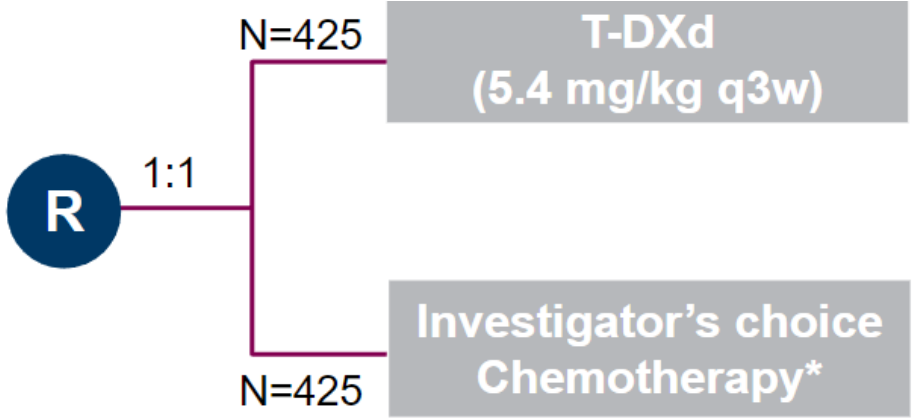 N=425
T-DXd
(5.4 mg/kg q3w)
1:1
R
Investigator’s choice
Chemotherapy*
N=425